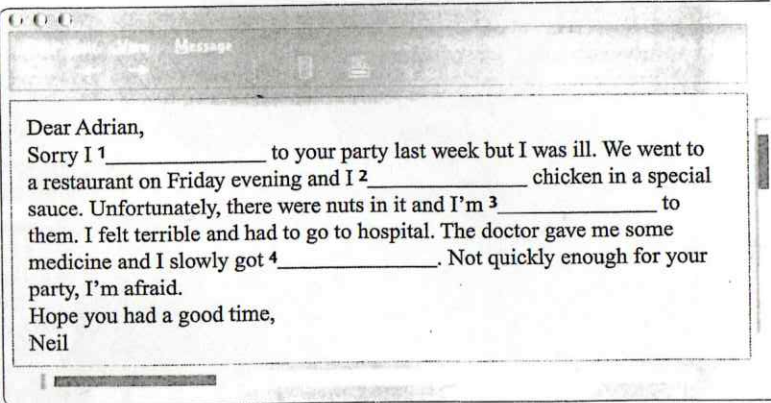 View Message
Dear Adrian,
Sorry I 1______________ to your party last week but I was ill. We went to
a restaurant on Friday evening and I 2______________ chicken in a special
sauce. Unfortunately, there were nuts in it and I'm 3______________ to
them. I felt terrible and had to go to hospital. The doctor gave me some
medicine and I slowly got 4______________. Not quickly enough for your
party, I'm afraid.
Hope you had a good time,
Neil